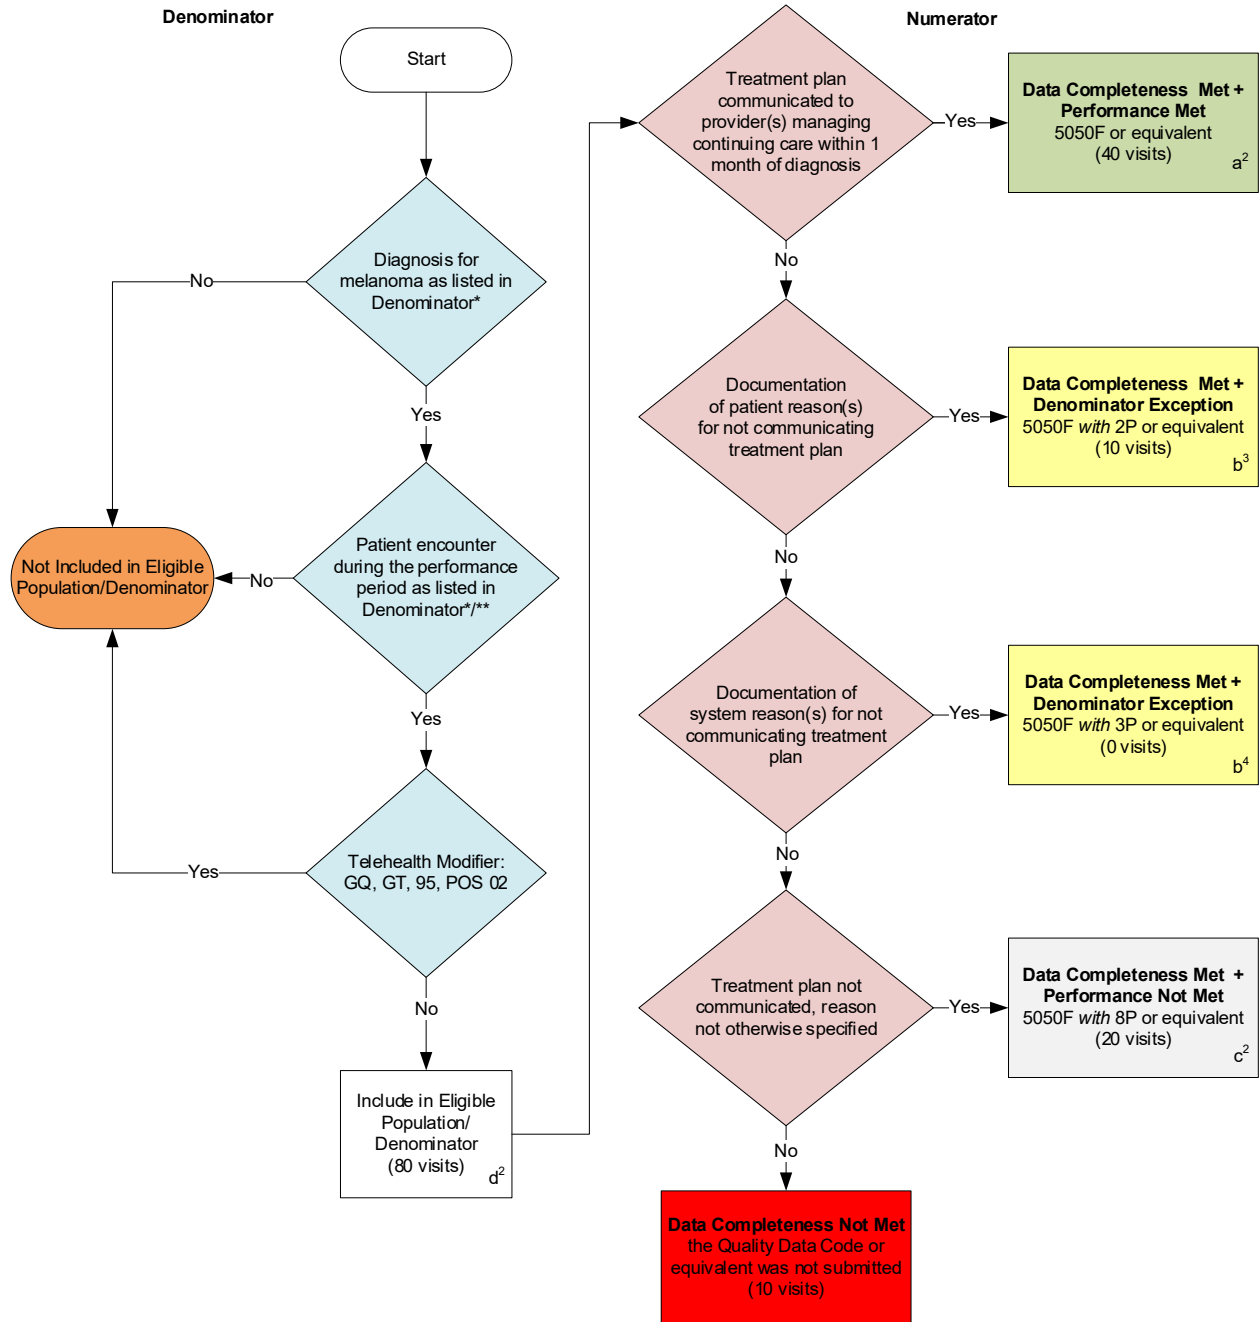 Denominator
Start
Diagnosis for
melanoma as listed in
Denominator*
No
Yes
Patient encounter
during the performance
period as listed in
Denominator*/**
No
Not Included in Eligible
Population/Denominator
Yes
Telehealth Modifier:
GQ, GT, 95, POS 02
Yes
No
Include in Eligible
Population/
Denominator
(80 visits)
d²
Numerator
Treatment plan
communicated to
provider(s) managing
continuing care within 1
month of diagnosis
Yes
Data Completeness Met +
Performance Met
5050F or equivalent
(40 visits)
a²
No
Documentation
of patient reason(s)
for not communicating
treatment plan
Yes
Data Completeness Met +
Denominator Exception
5050F with 2P or equivalent
(10 visits)
b³
No
Documentation of
system reason(s) for not
communicating treatment
plan
Yes
Data Completeness Met +
Denominator Exception
5050F with 3P or equivalent
(0 visits)
b⁴
No
Treatment plan not
communicated, reason
not otherwise specified
Yes
Data Completeness Met +
Performance Not Met
5050F with 8P or equivalent
(20 visits)
c²
No
Data Completeness Not Met
the Quality Data Code or
equivalent was not submitted
(10 visits)